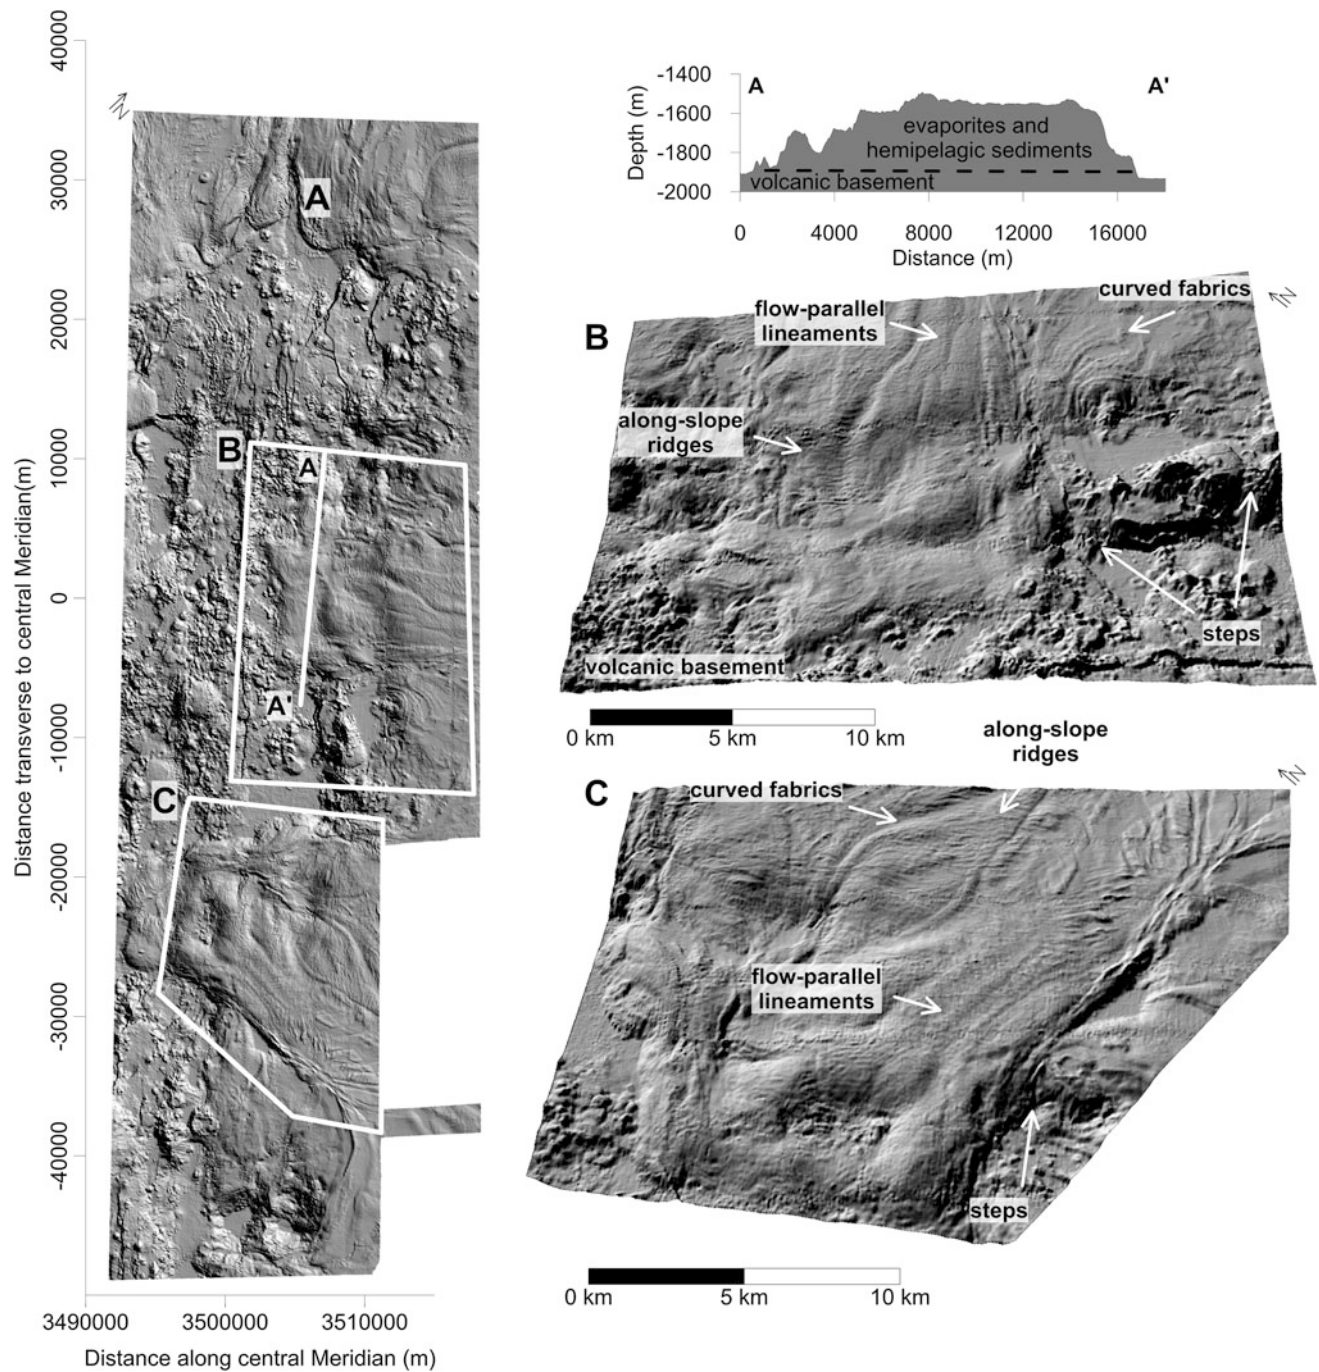 40000
30000
20000
10000
0
-10000
-20000
-30000
-40000
Distance transverse to central Meridian(m)
3490000
3500000
3510000
Distance along central Meridian (m)
N
A
B
A
A'
C
-1400
-1600
-1800
-2000
Depth (m)
A
A'
evaporites and
hemipelagic sediments
volcanic basement
0
4000
8000
12000
16000
Distance (m)
B
N
flow-parallel
lineaments
curved fabrics
along-slope
ridges
steps
volcanic basement
0 km
5 km
10 km
along-slope
ridges
C
N
curved fabrics
flow-parallel
lineaments
steps
0 km
5 km
10 km